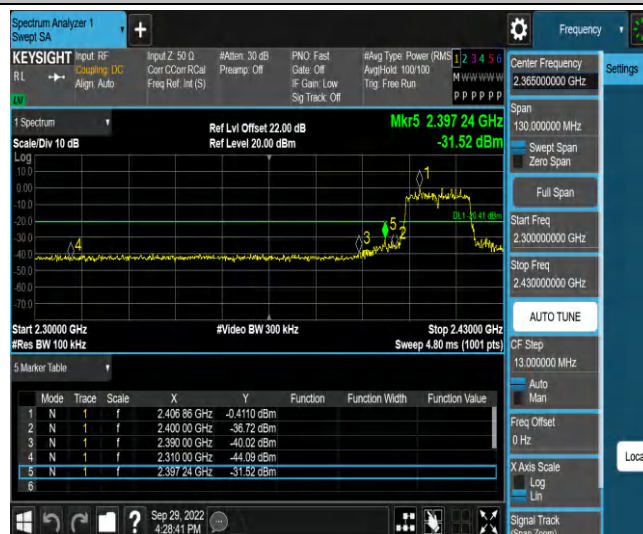 Spectrum Analyzer 1
Swept SA
Frequency
KEYSIGHT
Input: RF
Input Z: 50 Ω
#Atten: 30 dB
PNO: Fast
#Avg Type: Power (RMS
1 2 3 4 5 6
RL
Coupling: DC
Corr CCorr RCal
Preamp: Off
Gate: Off
Avg|Hold: 100/100
M W W W W W
Align: Auto
Freq Ref: Int (S)
IF Gain: Low
Trig: Free Run
P P P P P P
Sig Track: Off
LNI
1 Spectrum
Ref Lvl Offset 22.00 dB
Mkr5 2.397 24 GHz
Scale/Div 10 dB
Ref Level 20.00 dBm
-31.52 dBm
Log
10.0
0.00
-10.0
-20.0
-30.0
-40.0
-50.0
-60.0
-70.0
1
DL1 -20.41 dBm
5
2
3
4
Start 2.30000 GHz
#Video BW 300 kHz
Stop 2.43000 GHz
#Res BW 100 kHz
Sweep 4.80 ms (1001 pts)
5 Marker Table
Mode Trace Scale X Y Function Function Width Function Value
1 N 1 f 2.406 86 GHz -0.4110 dBm
2 N 1 f 2.400 00 GHz -36.72 dBm
3 N 1 f 2.390 00 GHz -40.02 dBm
4 N 1 f 2.310 00 GHz -44.09 dBm
5 N 1 f 2.397 24 GHz -31.52 dBm
6
?
Sep 29, 2022
4:28:41 PM
Center Frequency
2.365000000 GHz
Settings
Span
130.000000 MHz
Swept Span
Zero Span
Full Span
Start Freq
2.300000000 GHz
Stop Freq
2.430000000 GHz
AUTO TUNE
CF Step
13.000000 MHz
Auto
Man
Freq Offset
0 Hz
Loca
X Axis Scale
Log
Lin
Signal Track
(Span Zoom)